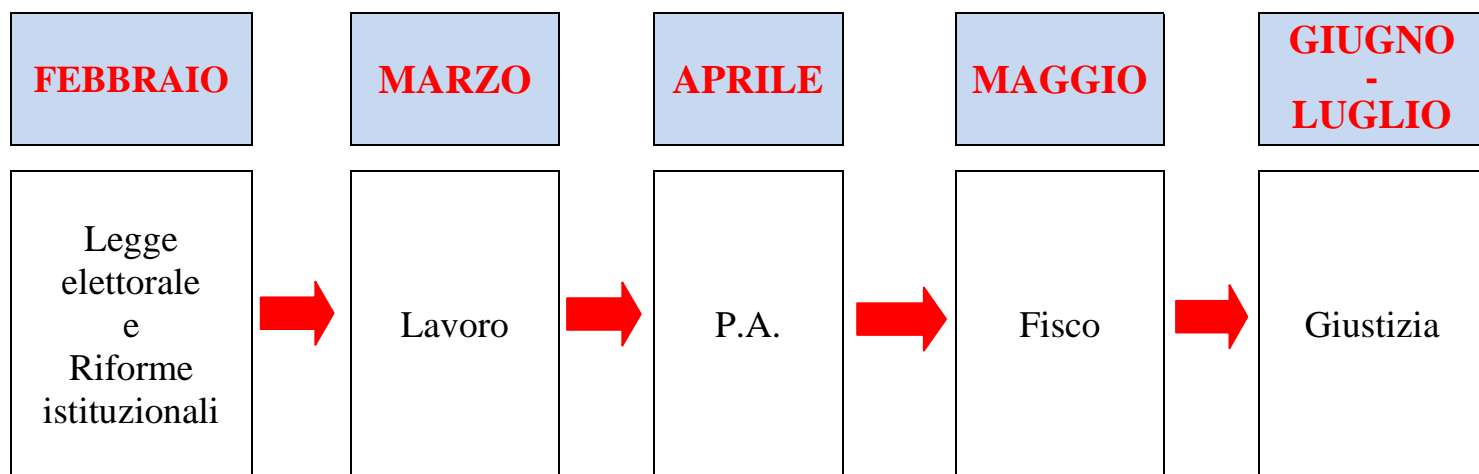 FEBBRAIO
MARZO
APRILE
MAGGIO
GIUGNO
-
LUGLIO
Legge
elettorale
e
Riforme
istituzionali
Lavoro
P.A.
Fisco
Giustizia